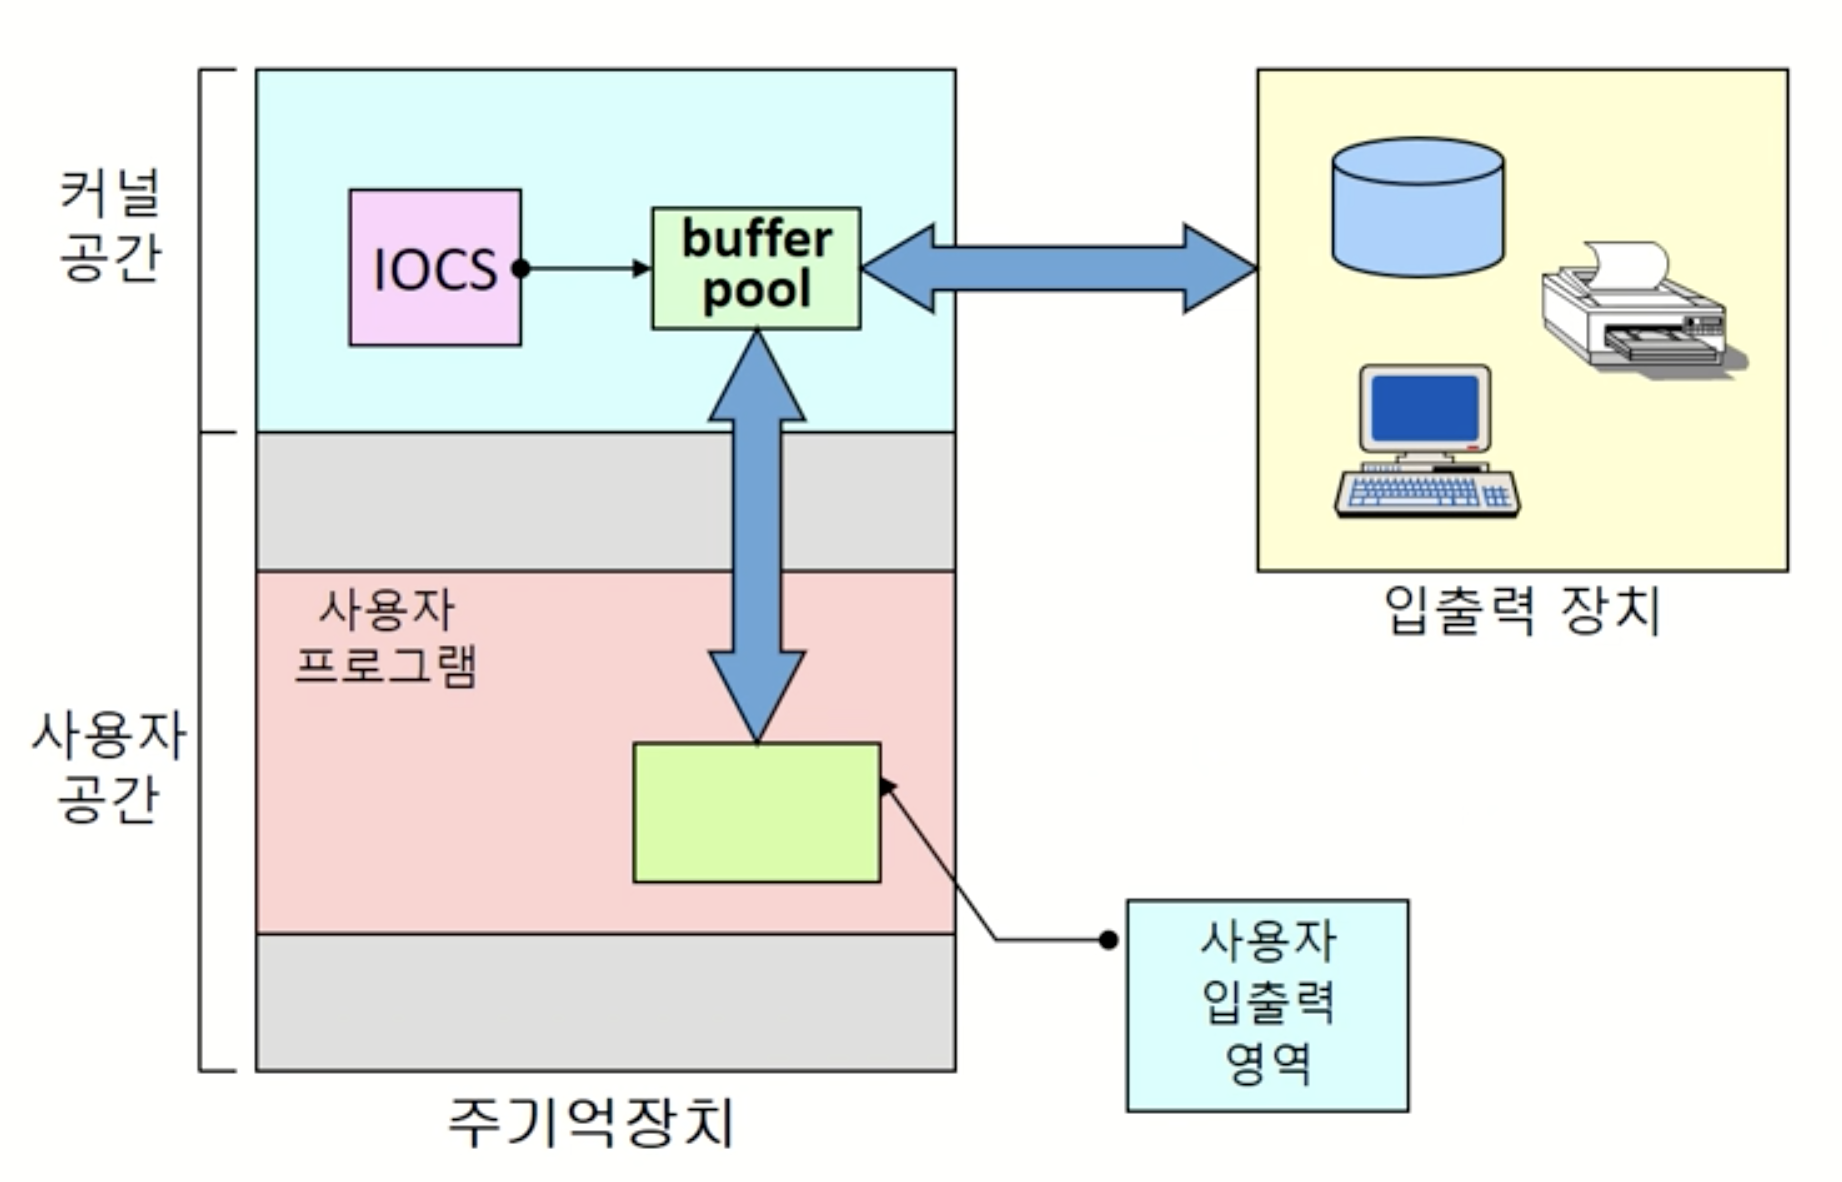 커널
공간
IOCS
buffer
pool
사용자
프로그램
사용자
공간
주기억장치
입출력 장치
사용자
입출력
영역